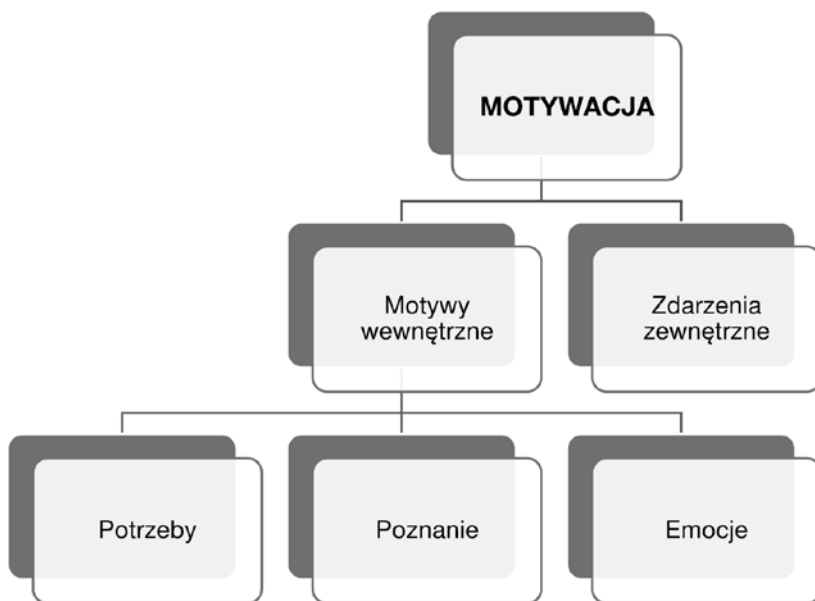 MOTYWACJA
Motywy
wewnętrzne
Zdarzenia
zewnętrzne
Potrzeby
Poznanie
Emocje